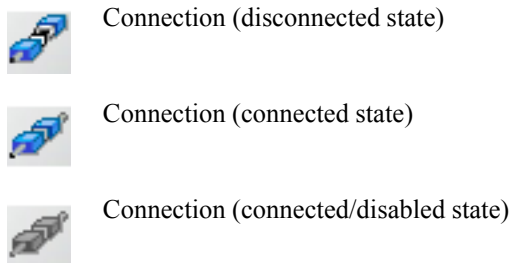 Connection (disconnected state)
Connection (connected state)
Connection (connected/disabled state)